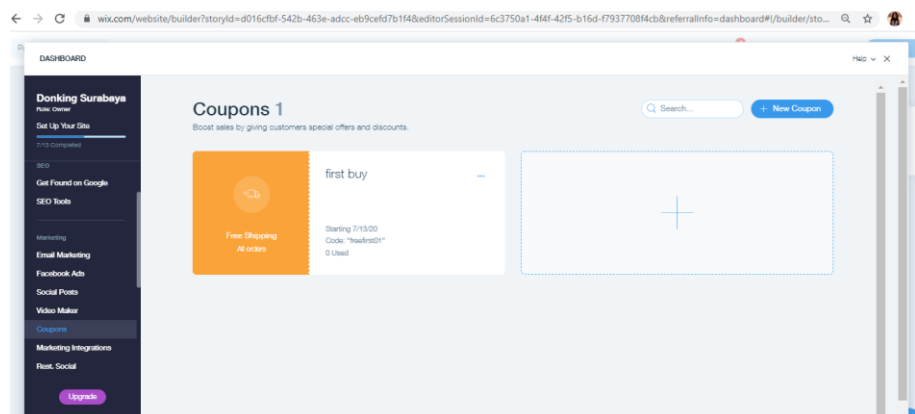 wix.com/website/builder?storyId=d016cfbf-542b-463e-adcc-eb9cefd7b1f4&editorSessionId=6c3750a1-4f4f-42f5-b16d-f7937708f4cb&referralInfo=dashboard#!/builder/sto...
DASHBOARD
Help
Donking Surabaya
Role: Owner
Set Up Your Site
7/13 Completed
SEO
Get Found on Google
SEO Tools
Marketing
Email Marketing
Facebook Ads
Social Posts
Video Maker
Coupons
Marketing Integrations
Rest. Social
Upgrade
Coupons 1
Boost sales by giving customers special offers and discounts.
Search...
+ New Coupon
Free Shipping
All orders
first buy
...
Starting 7/13/20
Code: "freefirst01"
0 Used